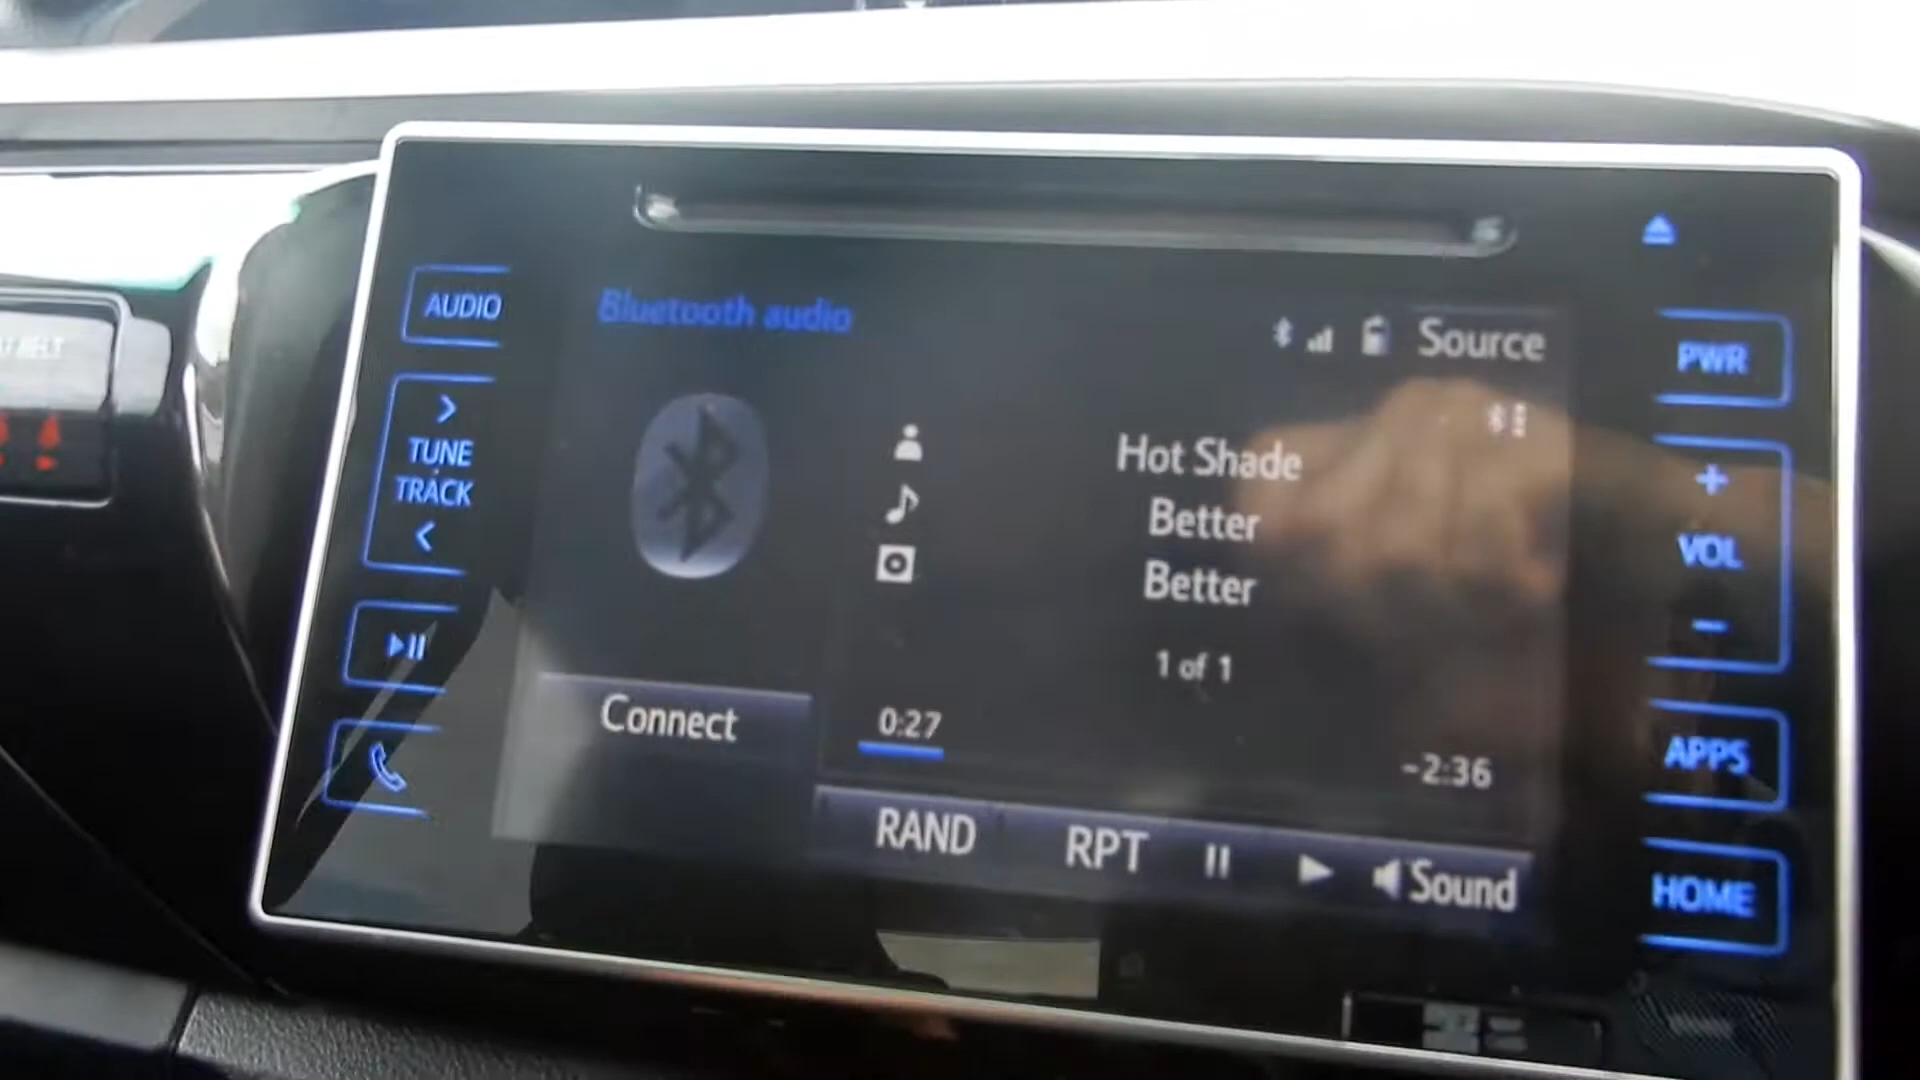 AUDIO
Bluetooth audio
Source
PWR
TUNE
TRACK
Hot Shade
Better
Better
VOL
1 of 1
Connect
0:27
-2:36
APPS
RAND
RPT
Sound
HOME